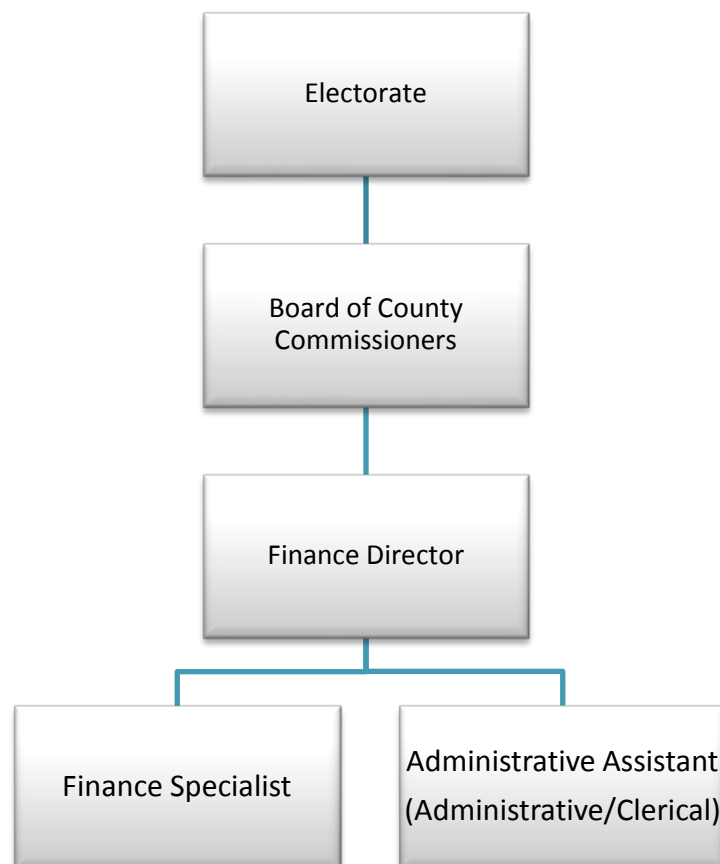 Electorate
Board of County
Commissioners
Finance Director
Finance Specialist
Administrative Assistant
(Administrative/Clerical)